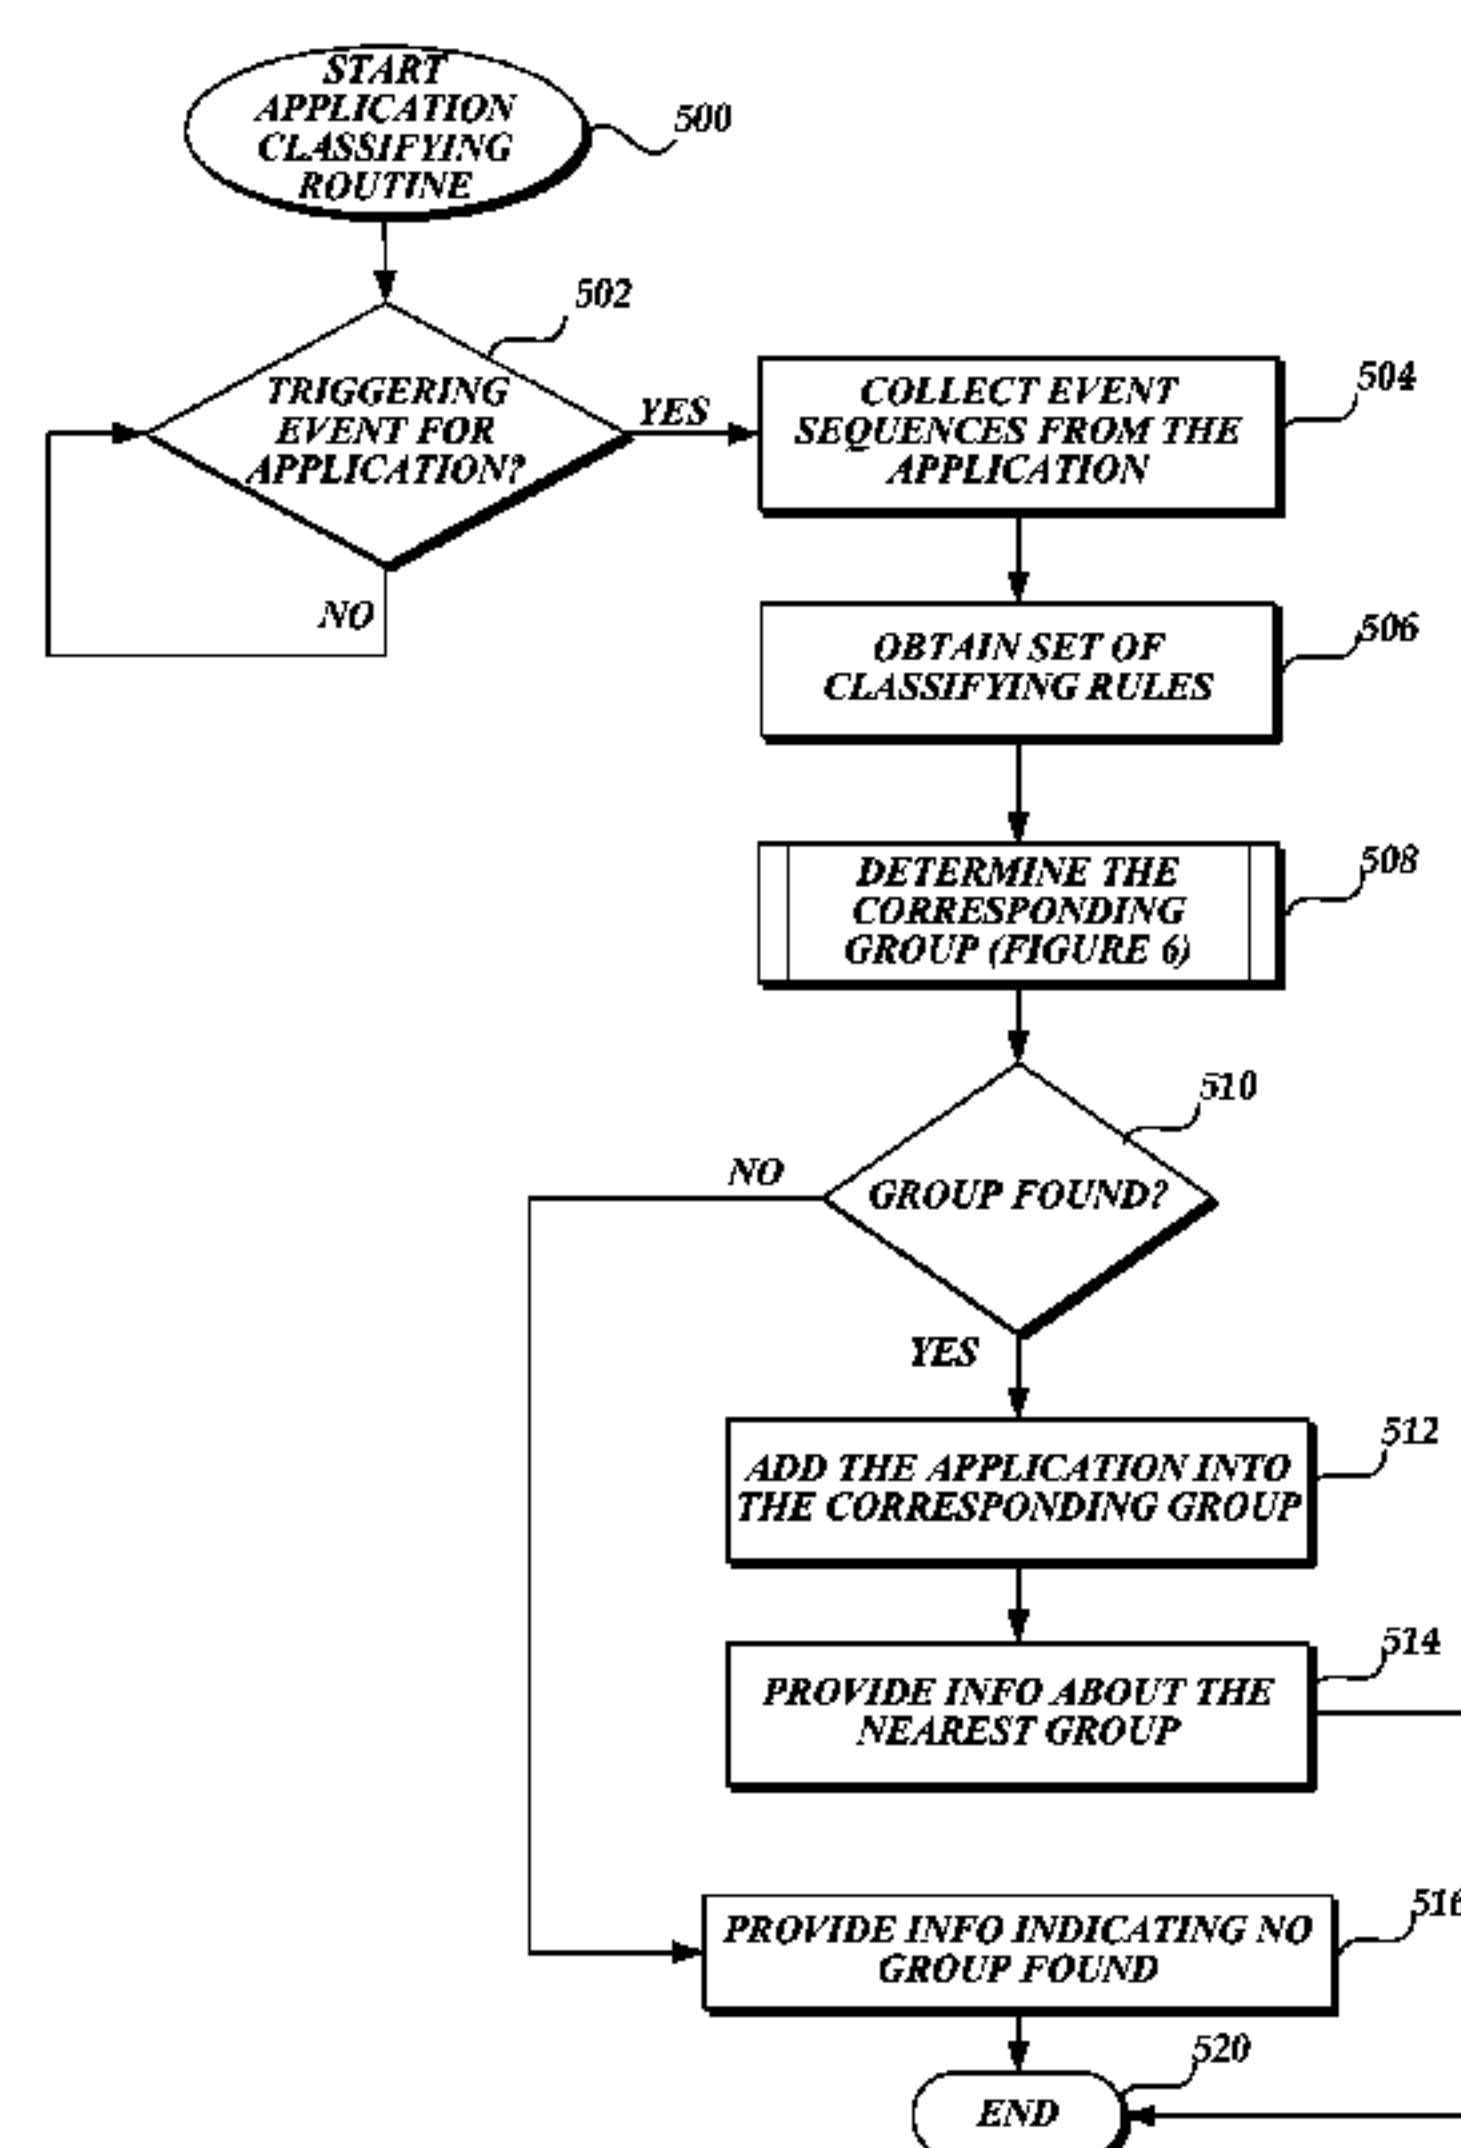 START
APPLICATION
CLASSIFYING
ROUTINE
500
502
TRIGGERING
EVENT FOR
APPLICATION?
YES
NO
COLLECT EVENT
SEQUENCES FROM THE
APPLICATION
504
OBTAIN SET OF
CLASSIFYING RULES
506
DETERMINE THE
CORRESPONDING
GROUP (FIGURE 6)
508
510
GROUP FOUND?
NO
YES
ADD THE APPLICATION INTO
THE CORRESPONDING GROUP
512
PROVIDE INFO ABOUT THE
NEAREST GROUP
514
PROVIDE INFO INDICATING NO
GROUP FOUND
516
520
END